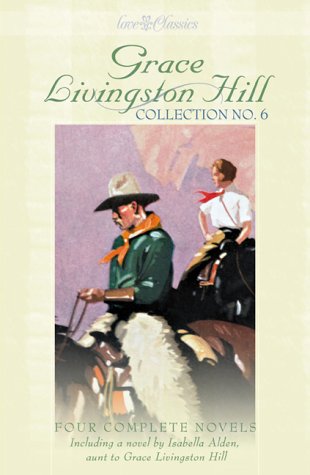 love Classics
Grace
Livingston Hill
COLLECTION NO. 6
FOUR COMPLETE NOVELS
Including a novel by Isabella Alden,
aunt to Grace Livingston Hill